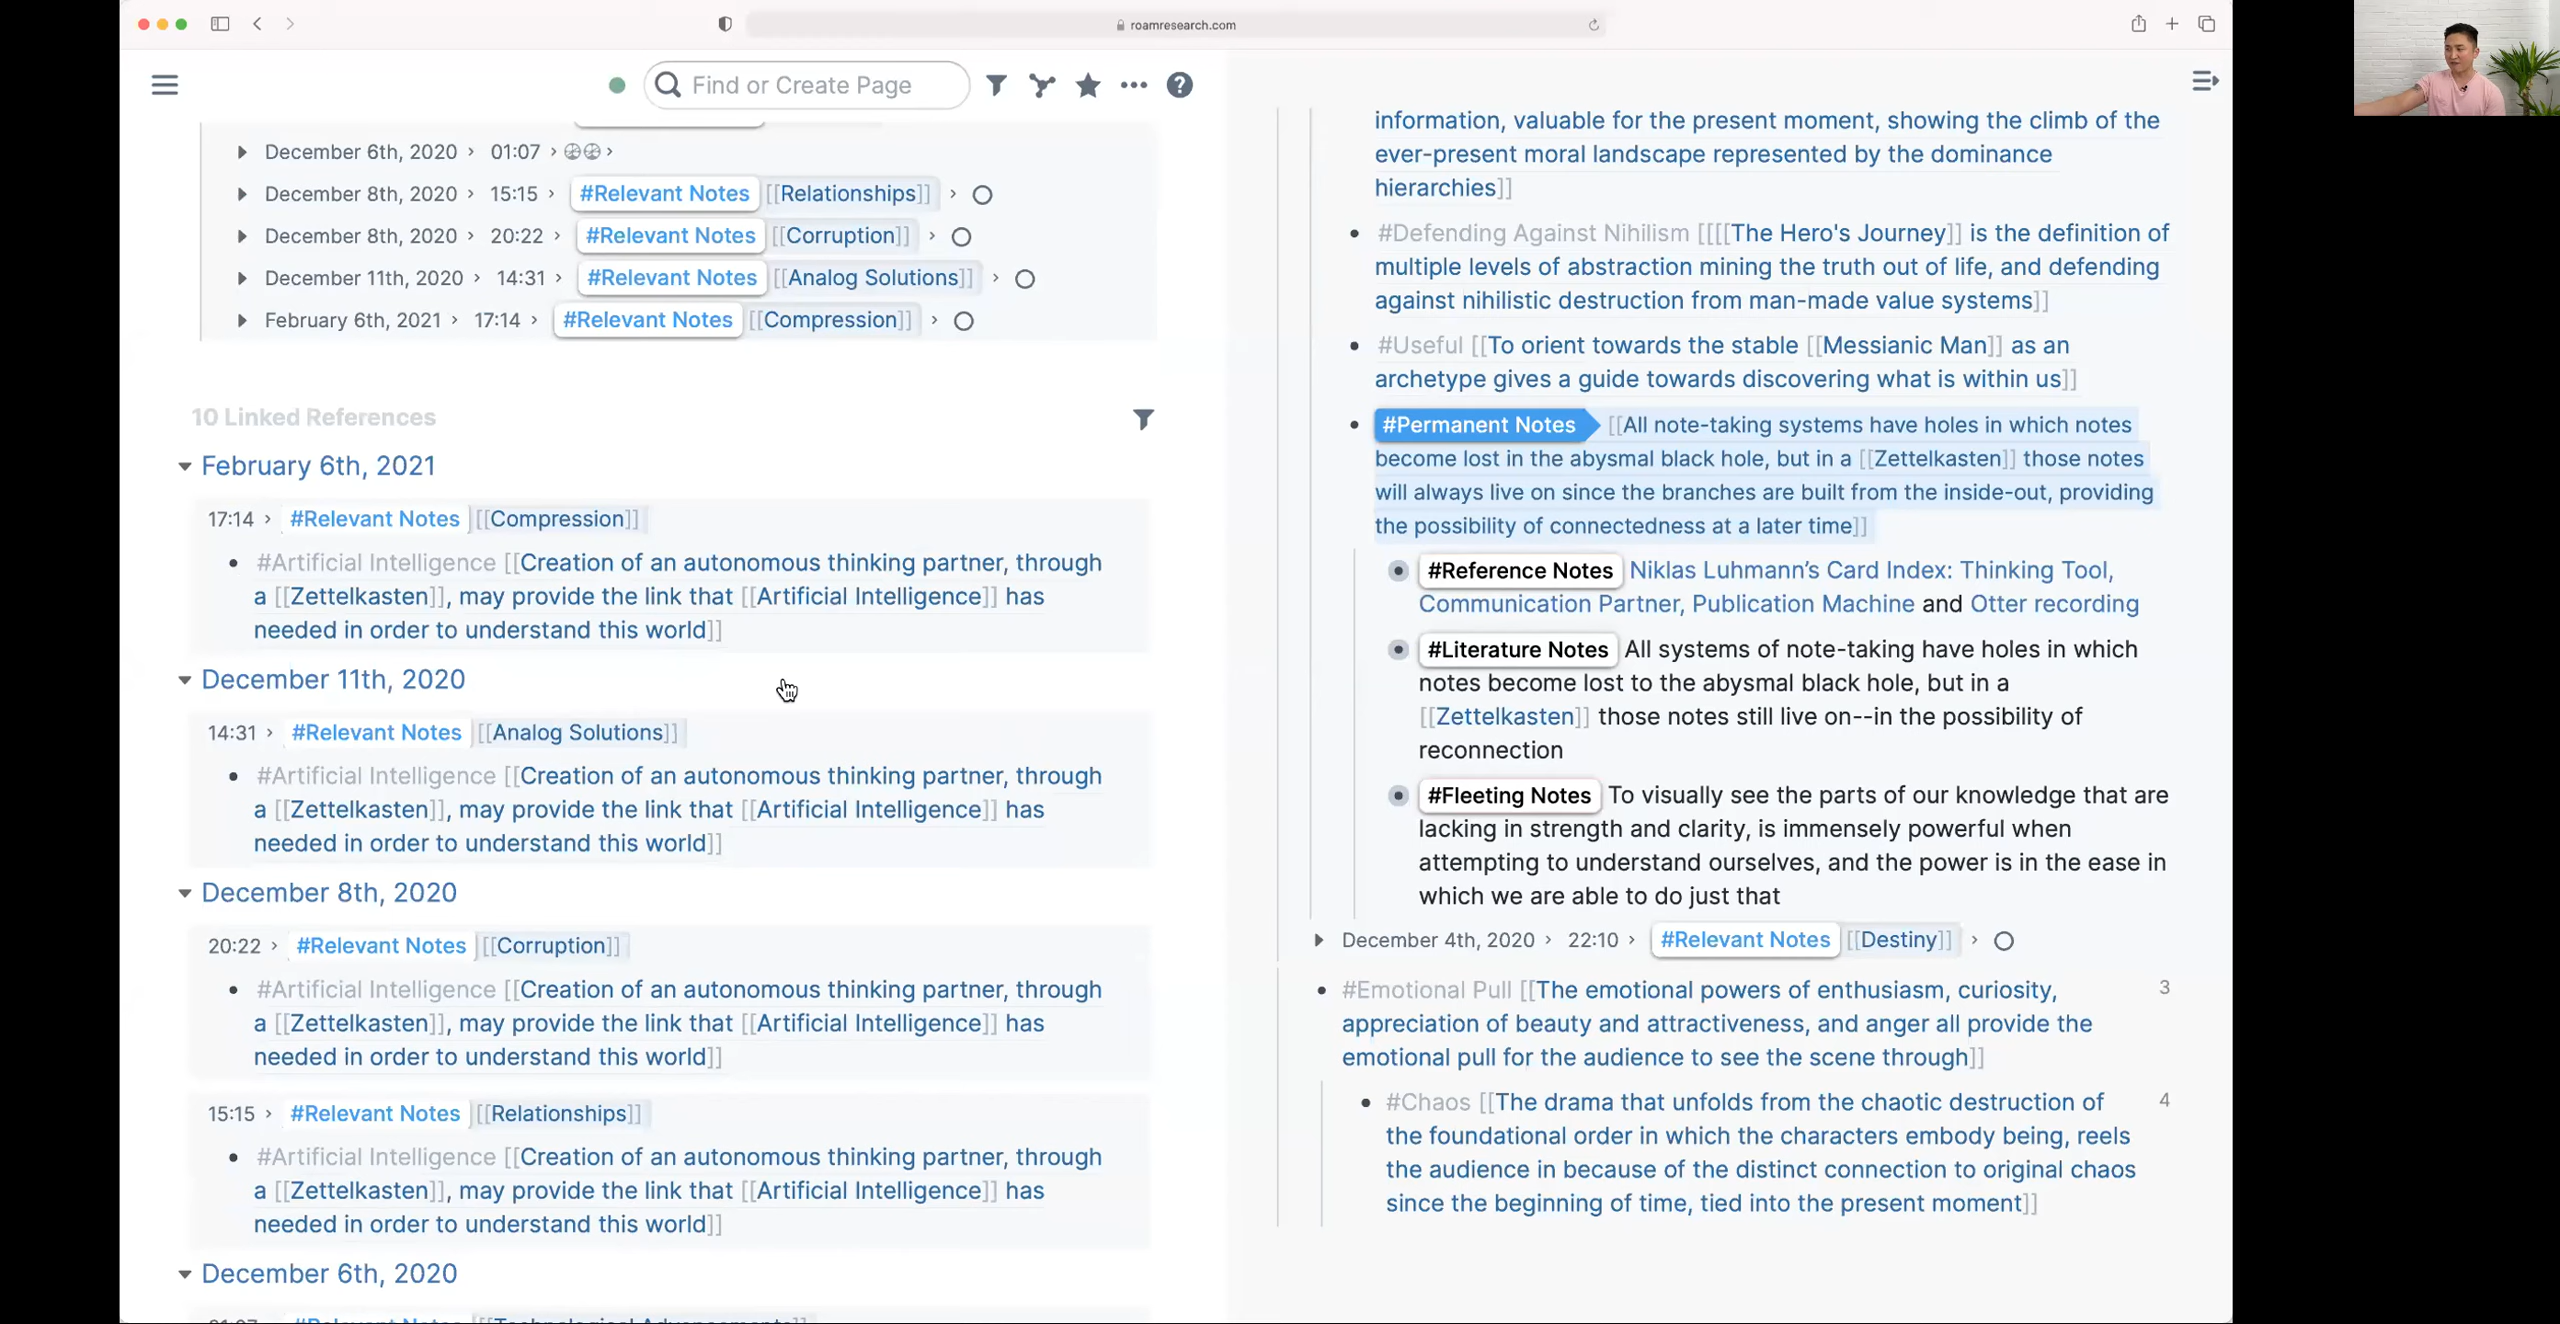 roamresearch.com
Find or Create Page
December 6th, 2020 › 01:07 › ›
December 8th, 2020 › 15:15 › #Relevant Notes [[Relationships]] ›
December 8th, 2020 › 20:22 › #Relevant Notes [[Corruption]] ›
December 11th, 2020 › 14:31 › #Relevant Notes [[Analog Solutions]] ›
February 6th, 2021 › 17:14 › #Relevant Notes [[Compression]] ›
10 Linked References
February 6th, 2021
17:14 › #Relevant Notes [[Compression]]
#Artificial Intelligence [[Creation of an autonomous thinking partner, through
a [[Zettelkasten]], may provide the link that [[Artificial Intelligence]] has
needed in order to understand this world]]
December 11th, 2020
14:31 › #Relevant Notes [[Analog Solutions]]
#Artificial Intelligence [[Creation of an autonomous thinking partner, through
a [[Zettelkasten]], may provide the link that [[Artificial Intelligence]] has
needed in order to understand this world]]
December 8th, 2020
20:22 › #Relevant Notes [[Corruption]]
#Artificial Intelligence [[Creation of an autonomous thinking partner, through
a [[Zettelkasten]], may provide the link that [[Artificial Intelligence]] has
needed in order to understand this world]]
15:15 › #Relevant Notes [[Relationships]]
#Artificial Intelligence [[Creation of an autonomous thinking partner, through
a [[Zettelkasten]], may provide the link that [[Artificial Intelligence]] has
needed in order to understand this world]]
December 6th, 2020
information, valuable for the present moment, showing the climb of the
ever-present moral landscape represented by the dominance
hierarchies]]
#Defending Against Nihilism [[[[The Hero's Journey]] is the definition of
multiple levels of abstraction mining the truth out of life, and defending
against nihilistic destruction from man-made value systems]]
#Useful [[To orient towards the stable [[Messianic Man]] as an
archetype gives a guide towards discovering what is within us]]
#Permanent Notes [[All note-taking systems have holes in which notes
become lost in the abysmal black hole, but in a [[Zettelkasten]] those notes
will always live on since the branches are built from the inside-out, providing
the possibility of connectedness at a later time]]
#Reference Notes Niklas Luhmann’s Card Index: Thinking Tool,
Communication Partner, Publication Machine and Otter recording
#Literature Notes All systems of note-taking have holes in which
notes become lost to the abysmal black hole, but in a
[[Zettelkasten]] those notes still live on--in the possibility of
reconnection
#Fleeting Notes To visually see the parts of our knowledge that are
lacking in strength and clarity, is immensely powerful when
attempting to understand ourselves, and the power is in the ease in
which we are able to do just that
December 4th, 2020 › 22:10 › #Relevant Notes [[Destiny]] ›
#Emotional Pull [[The emotional powers of enthusiasm, curiosity, 3
appreciation of beauty and attractiveness, and anger all provide the
emotional pull for the audience to see the scene through]]
#Chaos [[The drama that unfolds from the chaotic destruction of 4
the foundational order in which the characters embody being, reels
the audience in because of the distinct connection to original chaos
since the beginning of time, tied into the present moment]]